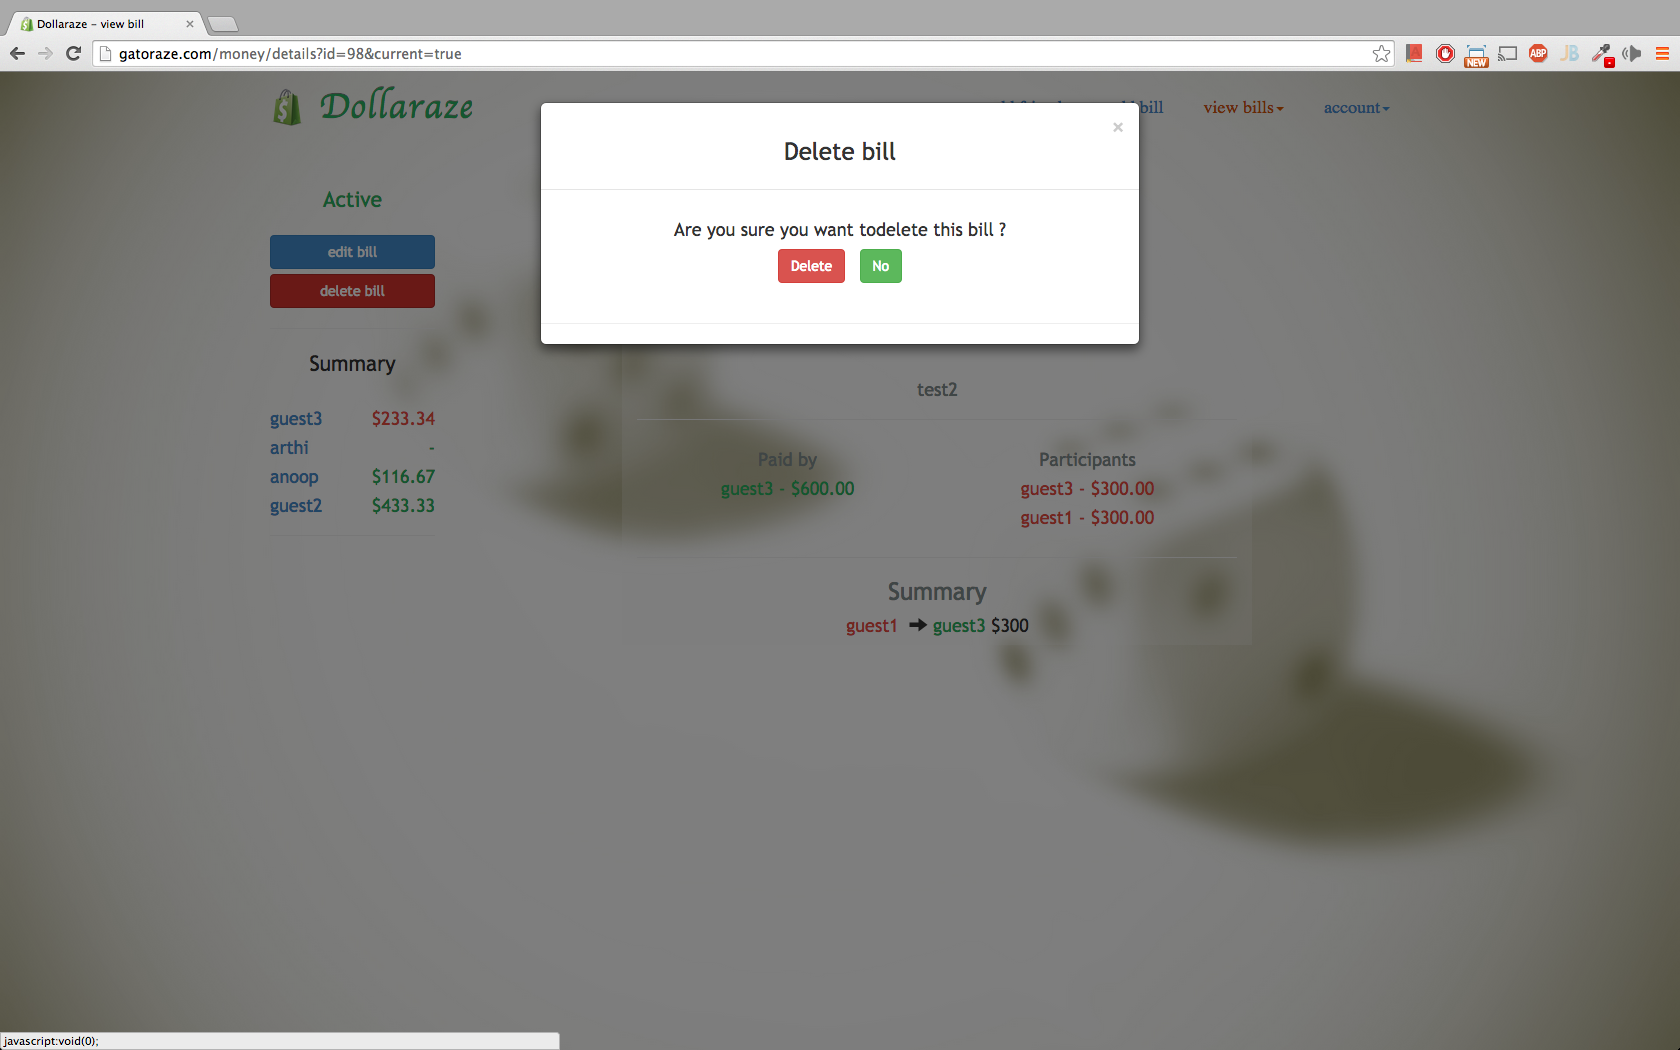 Dollaraze – view bill
gatoraze.com/money/details?id=98&current=true
NEW
ABP
JB
Dollaraze
bill
view bills
account
×
Delete bill
Are you sure you want todelete this bill ?
Delete
No
Active
edit bill
delete bill
Summary
guest3 $233.34
arthi -
anoop $116.67
guest2 $433.33
test2
Paid by
guest3 - $600.00
Participants
guest3 - $300.00
guest1 - $300.00
Summary
guest1 ➔ guest3 $300
javascript:void(0);